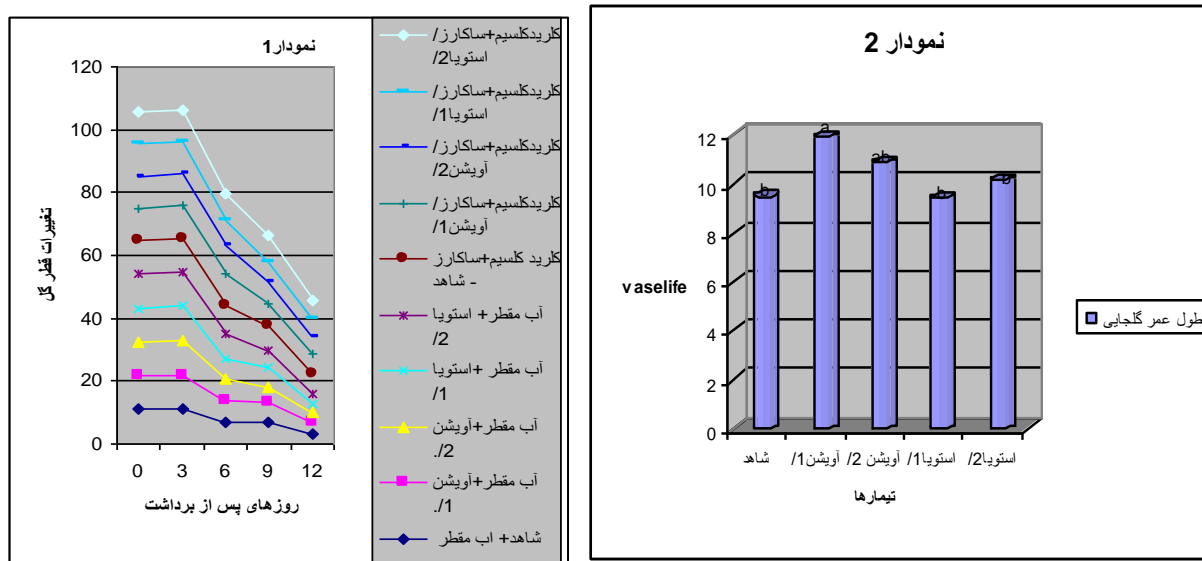 نمودار1
120
100
80
60
40
20
0
0 3 6 9 12
تغییرات قطر گل
روزهای پس از برداشت
کلریدکلسیم+ساکارز/
استویا2/
کلریدکلسیم+ساکارز/
استویا1/
کلریدکلسیم+ساکارز/
آویشن2/
کلریدکلسیم+ساکارز/
آویشن1/
کلرید کلسیم+ساکارز
- شاهد
آب مقطر+ استویا
2/
آب مقطر +استویا
1/
آب مقطر+آویشن
2/.
آب مقطر+آویشن
1/.
شاهد+ اب مقطر
نمودار 2
12
10
8
6
4
2
0
vaselife
b a ab b b
شاهد آویشن1/ آویشن 2/ استویا1/ استویا2/
تیمارها
طول عمر گلجایی